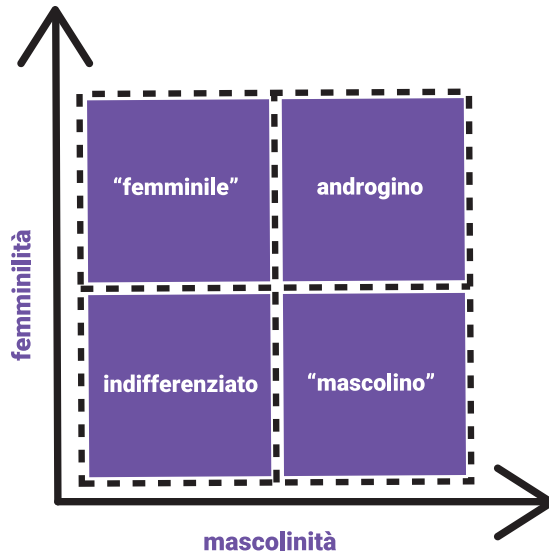 femminilità
“femminile”
androgino
indifferenziato
“mascolino”
mascolinità